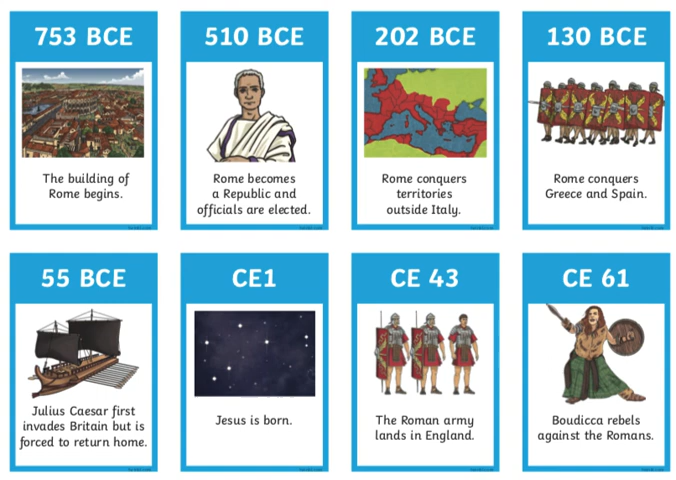 753 BCE
The building of
Rome begins.
510 BCE
Rome becomes
a Republic and
officials are elected.
202 BCE
Rome conquers
territories
outside Italy.
130 BCE
Rome conquers
Greece and Spain.
55 BCE
Julius Caesar first
invades Britain but is
forced to return home.
CE1
Jesus is born.
CE 43
The Roman army
lands in England.
CE 61
Boudicca rebels
against the Romans.